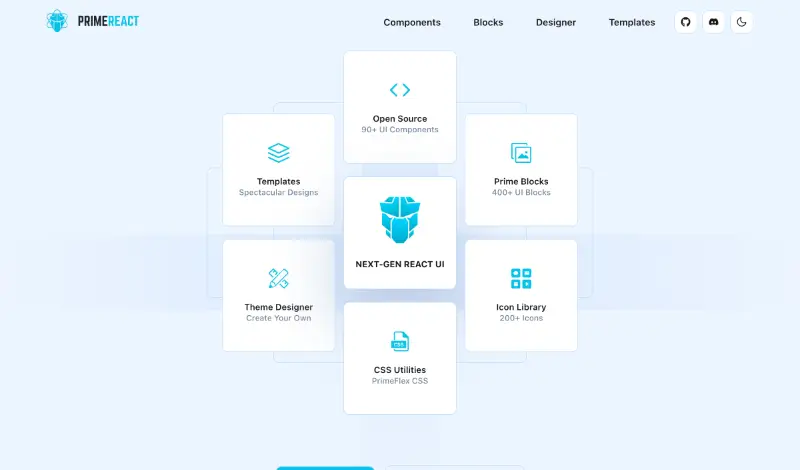 PRIMEREACT
Components
Blocks
Designer
Templates
Open Source
90+ UI Components
Templates
Spectacular Designs
Prime Blocks
400+ UI Blocks
NEXT-GEN REACT UI
Theme Designer
Create Your Own
Icon Library
200+ Icons
CSS
CSS Utilities
PrimeFlex CSS